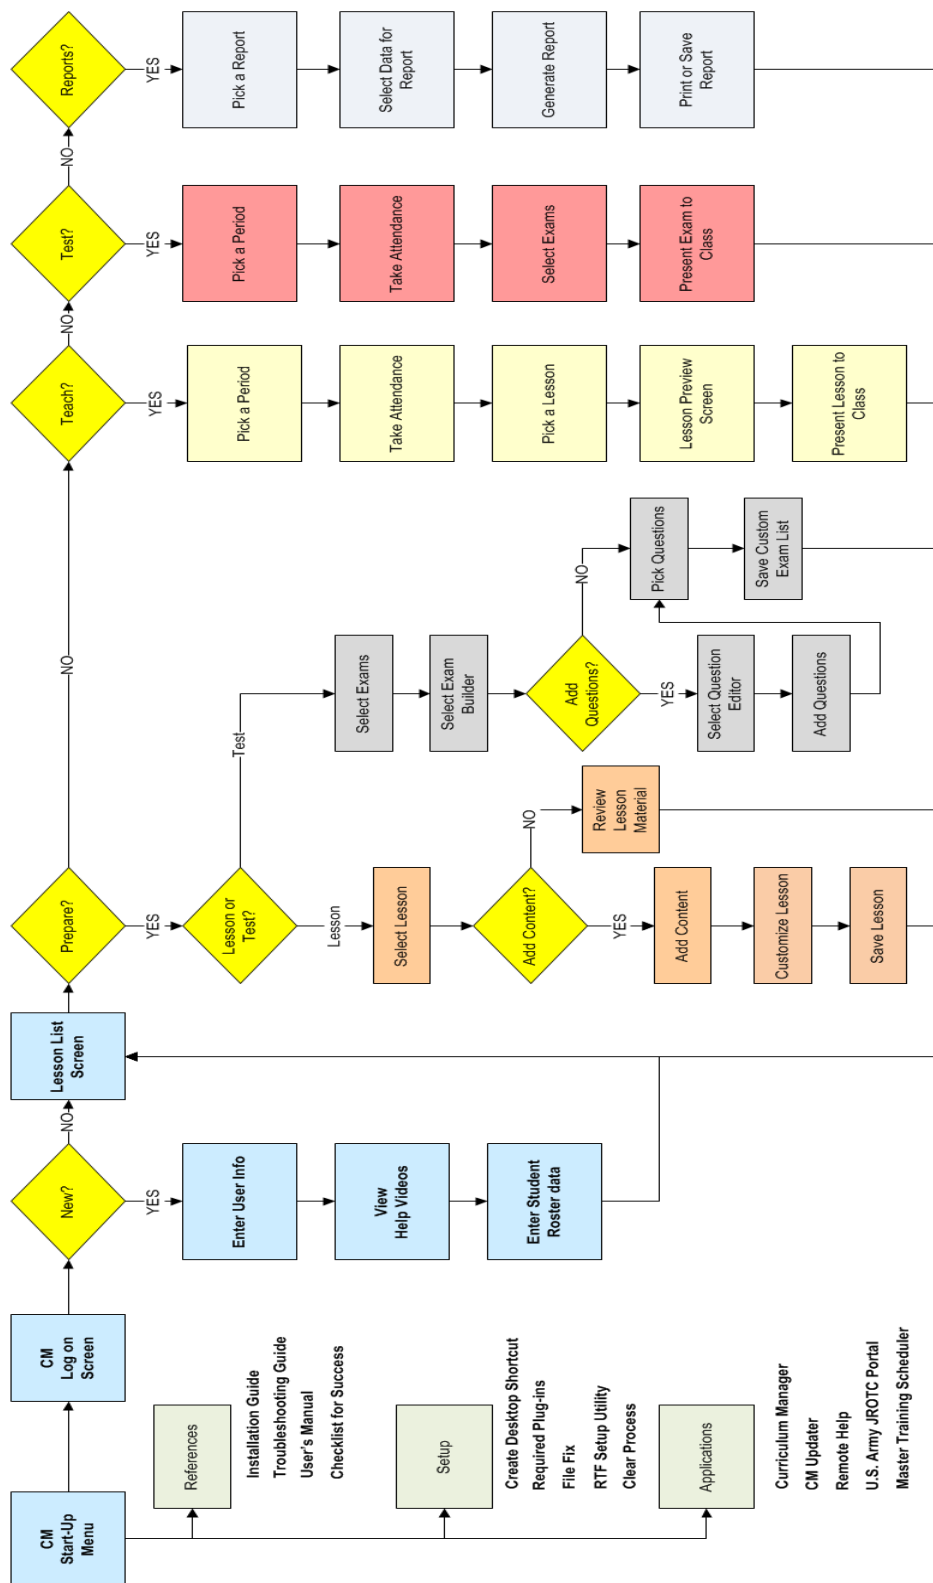 CM
Start-Up
Menu
CM
Log on
Screen
New?
NO
Lesson List
Screen
Prepare?
NO
Teach?
NO
Test?
NO
Reports?
References
Installation Guide
Troubleshooting Guide
User's Manual
Checklist for Success
Setup
Create Desktop Shortcut
Required Plug-ins
File Fix
RTF Setup Utility
Clear Process
Applications
Curriculum Manager
CM Updater
Remote Help
U.S. Army JROTC Portal
Master Training Scheduler
YES
Enter User Info
View
Help Videos
Enter Student
Roster data
YES
Lesson or
Test?
Lesson
Select Lesson
Add Content?
YES
Add Content
Customize Lesson
Save Lesson
NO
Review
Lesson
Material
Test
Select Exams
Select Exam
Builder
Add
Questions?
YES
Select Question
Editor
Add Questions
NO
Pick Questions
Save Custom
Exam List
YES
Pick a Period
Take Attendance
Pick a Lesson
Lesson Preview
Screen
Present Lesson to
Class
YES
Pick a Period
Take Attendance
Select Exams
Present Exam to
Class
YES
Pick a Report
Select Data for
Report
Generate Report
Print or Save
Report